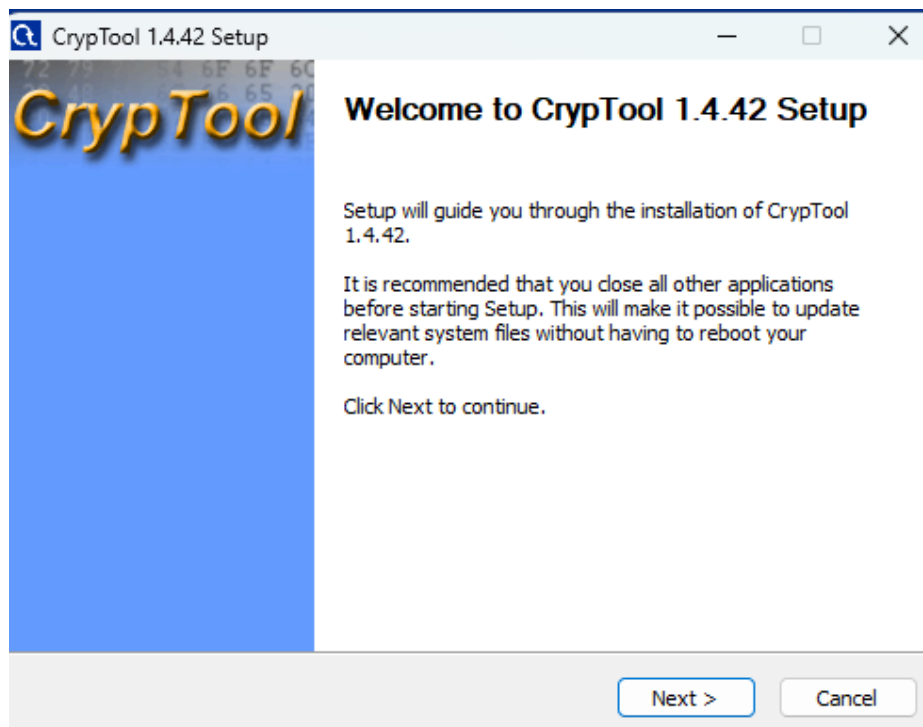 CrypTool 1.4.42 Setup
CrypTool
Welcome to CrypTool 1.4.42 Setup
Setup will guide you through the installation of CrypTool
1.4.42.
It is recommended that you close all other applications
before starting Setup. This will make it possible to update
relevant system files without having to reboot your
computer.
Click Next to continue.
Next >
Cancel